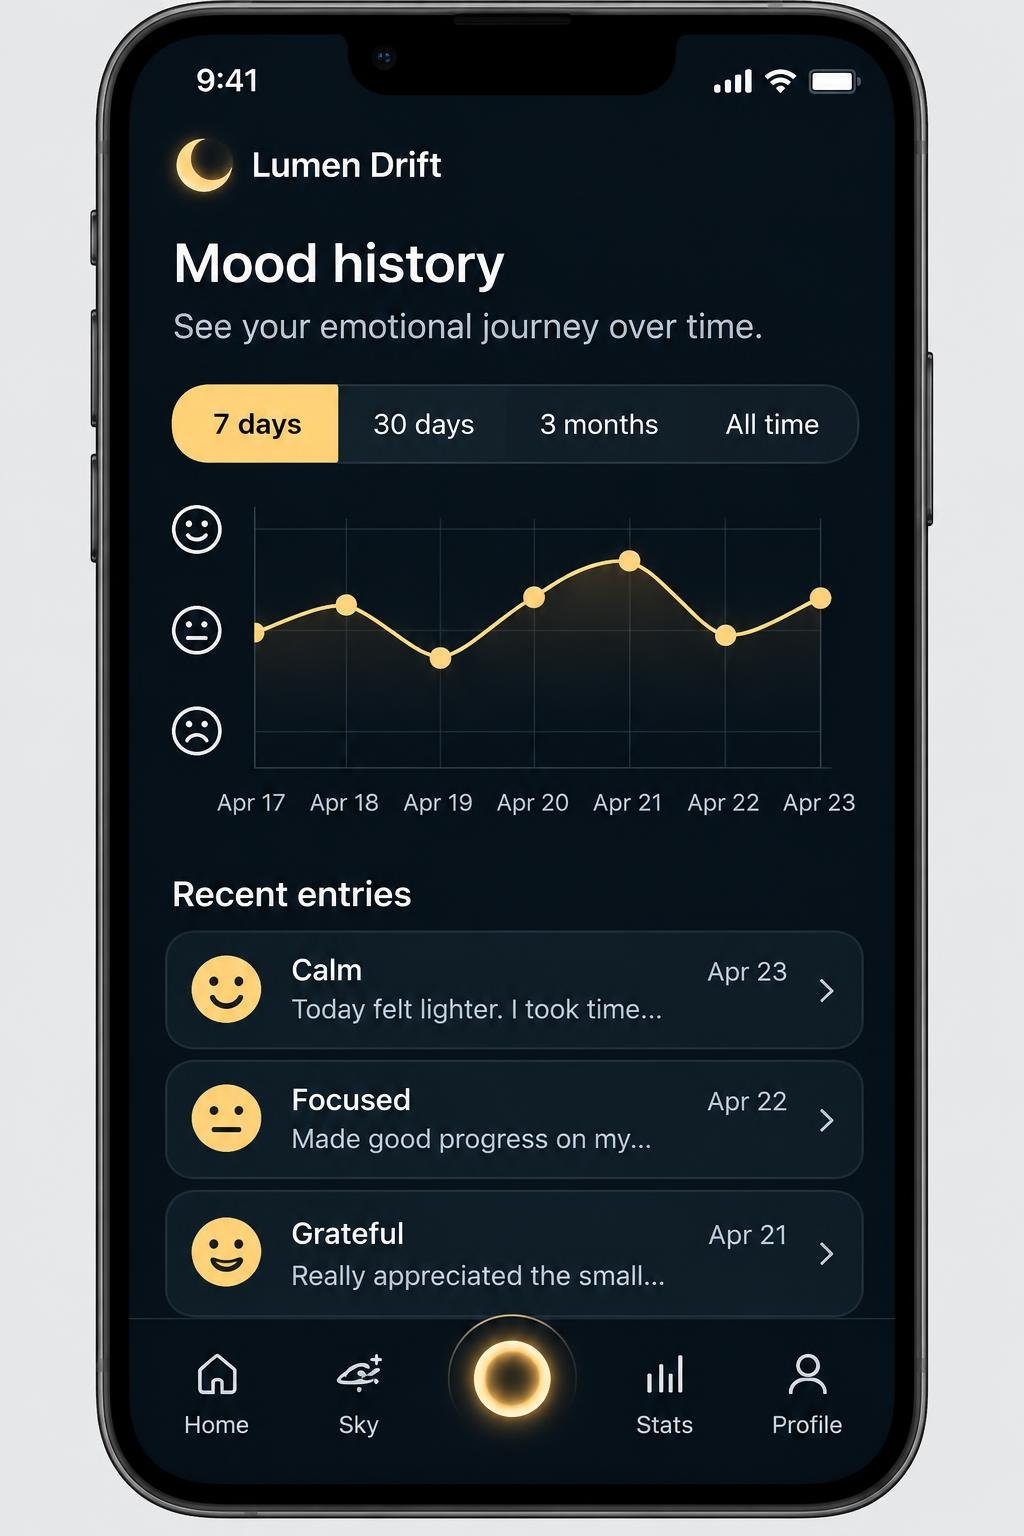 9:41
Lumen Drift
Mood history
See your emotional journey over time.
7 days 30 days 3 months All time
Apr 17 Apr 18 Apr 19 Apr 20 Apr 21 Apr 22 Apr 23
Recent entries
Calm Apr 23
Today felt lighter. I took time...
Focused Apr 22
Made good progress on my...
Grateful Apr 21
Really appreciated the small...
Home Sky Stats Profile